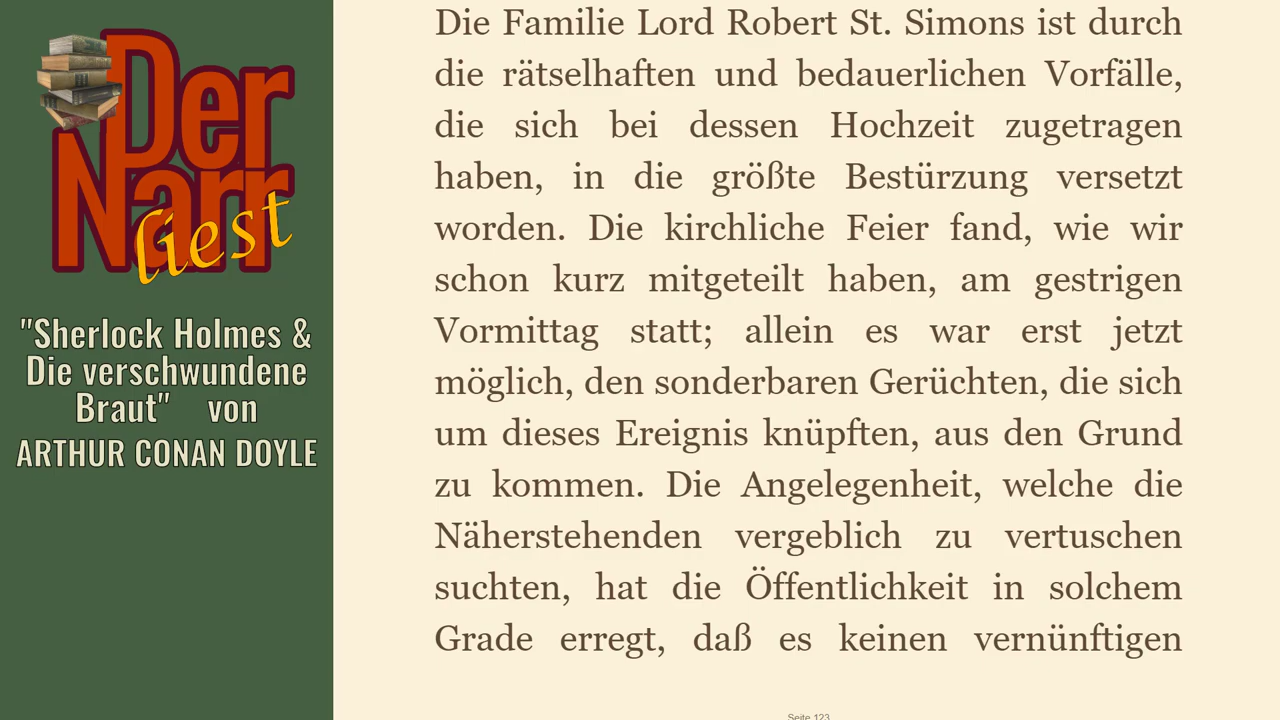 Der
Narr
liest
"Sherlock Holmes &
Die verschwundene
Braut" von
ARTHUR CONAN DOYLE
Die Familie Lord Robert St. Simons ist durch
die rätselhaften und bedauerlichen Vorfälle,
die sich bei dessen Hochzeit zugetragen
haben, in die größte Bestürzung versetzt
worden. Die kirchliche Feier fand, wie wir
schon kurz mitgeteilt haben, am gestrigen
Vormittag statt; allein es war erst jetzt
möglich, den sonderbaren Gerüchten, die sich
um dieses Ereignis knüpften, aus den Grund
zu kommen. Die Angelegenheit, welche die
Näherstehenden vergeblich zu vertuschen
suchten, hat die Öffentlichkeit in solchem
Grade erregt, daß es keinen vernünftigen
Seite 123